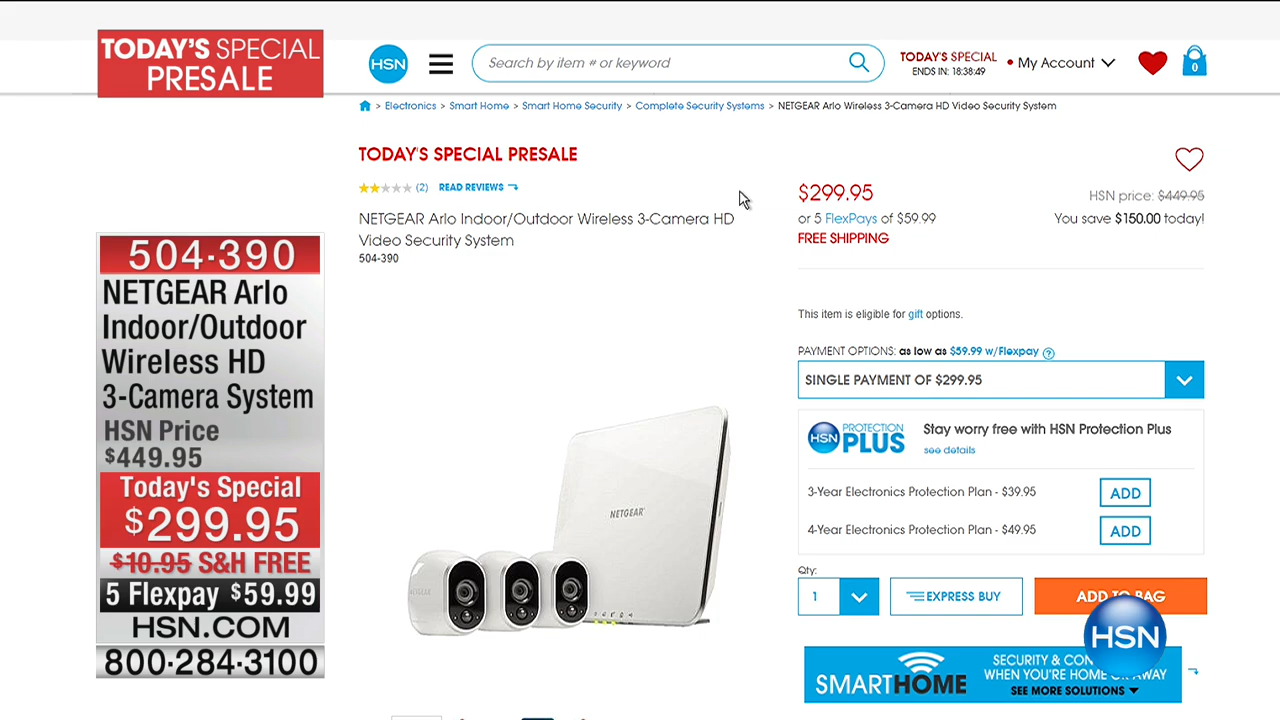 TODAY'S SPECIAL
PRESALE
HSN
Search by item # or keyword
TODAY'S SPECIAL
ENDS IN: 18:38:49
My Account
0
Electronics > Smart Home > Smart Home Security > Complete Security Systems > NETGEAR Arlo Wireless 3-Camera HD Video Security System
TODAY'S SPECIAL PRESALE
(2) READ REVIEWS
NETGEAR Arlo Indoor/Outdoor Wireless 3-Camera HD
Video Security System
504-390
$299.95
HSN price: $449.95
or 5 FlexPays of $59.99
You save $150.00 today!
FREE SHIPPING
This item is eligible for gift options.
PAYMENT OPTIONS: as low as $59.99 w/Flexpay ?
SINGLE PAYMENT OF $299.95
HSN PROTECTION PLUS
Stay worry free with HSN Protection Plus
see details
3-Year Electronics Protection Plan - $39.95
ADD
4-Year Electronics Protection Plan - $49.95
ADD
Qty:
1
EXPRESS BUY
ADD TO BAG
HSN
SMARTHOME
SECURITY & CON
WHEN YOU'RE HOME OR AWAY
SEE MORE SOLUTIONS
NETGEAR
NETGEAR
504-390
NETGEAR Arlo
Indoor/Outdoor
Wireless HD
3-Camera System
HSN Price
$449.95
Today's Special
$299.95
$10.95 S&H FREE
5 Flexpay $59.99
HSN.COM
800-284-3100